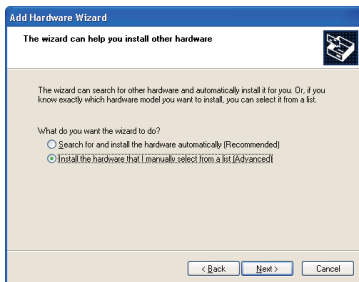 Add Hardware Wizard
The wizard can help you install other hardware
The wizard can search for other hardware and automatically install it for you. Or, if you
know exactly which hardware model you want to install, you can select it from a list.
What do you want the wizard to do?
Search for and install the hardware automatically (Recommended)
Install the hardware that I manually select from a list (Advanced)
< Back Next > Cancel